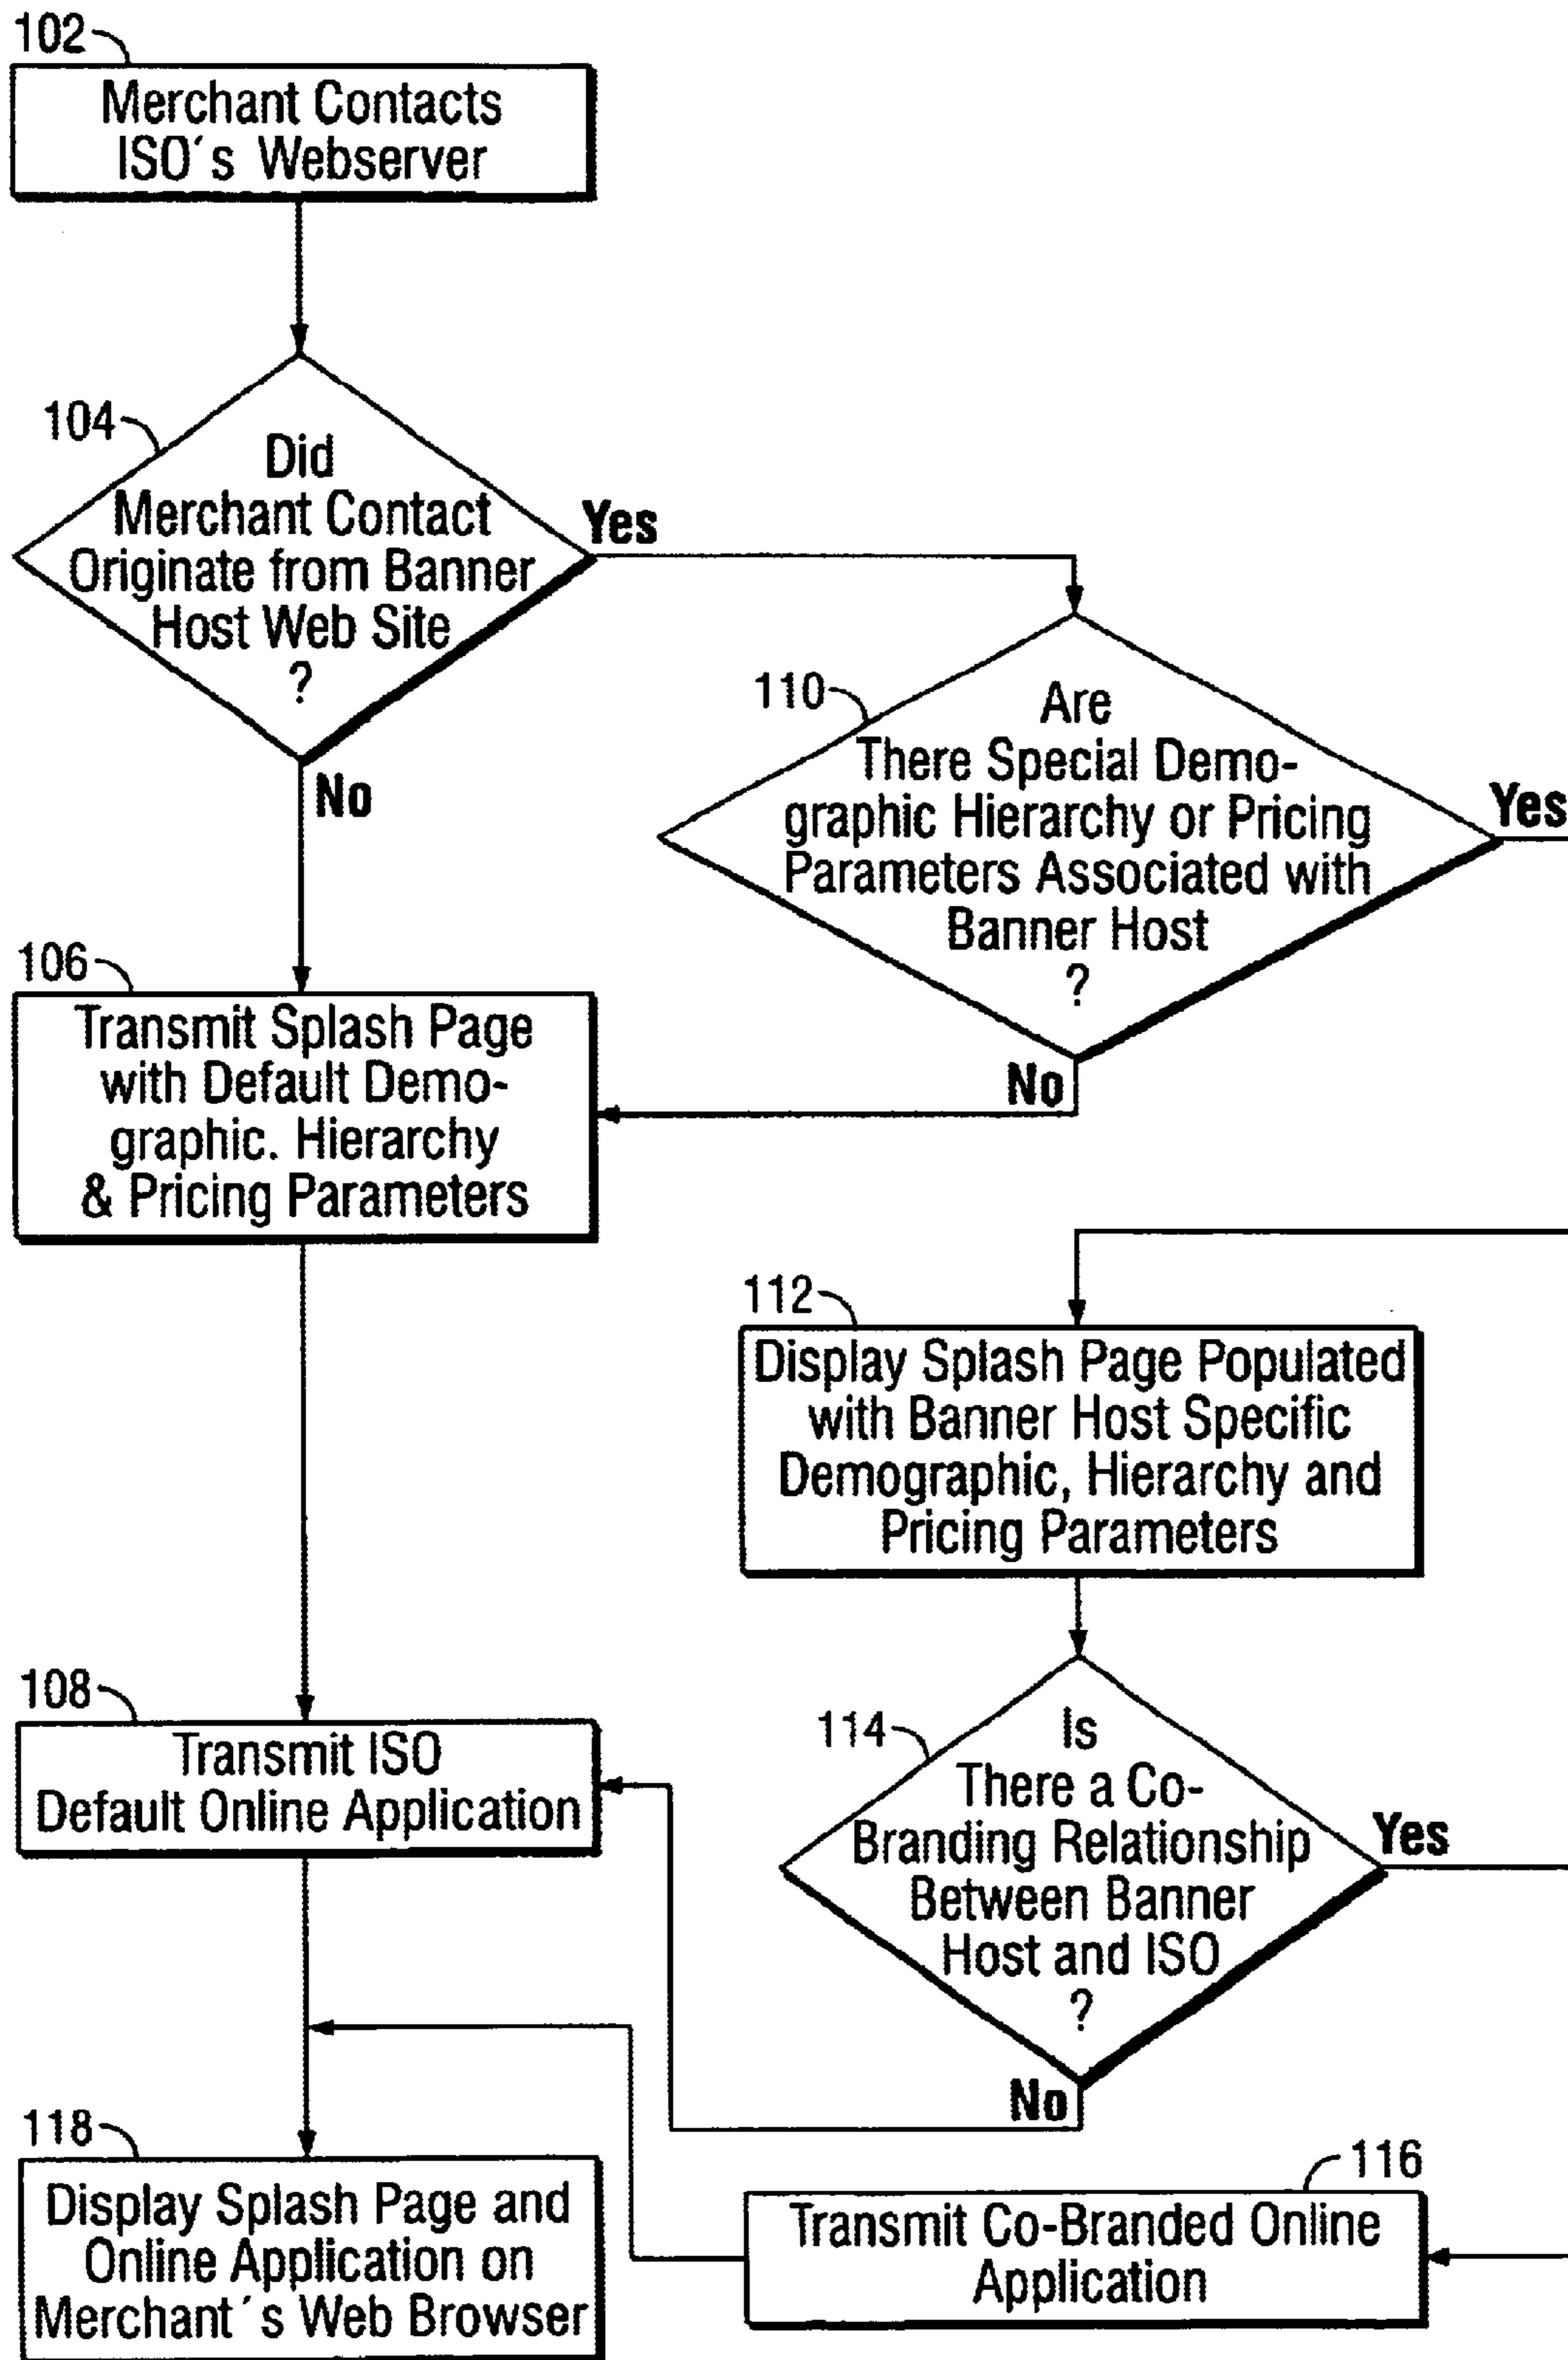 102
Merchant Contacts
ISO´s Webserver
104
Did
Merchant Contact
Originate from Banner
Host Web Site
?
Yes
No
110
Are
There Special Demo-
graphic Hierarchy or Pricing
Parameters Associated with
Banner Host
?
Yes
No
106
Transmit Splash Page
with Default Demo-
graphic. Hierarchy
& Pricing Parameters
112
Display Splash Page Populated
with Banner Host Specific
Demographic, Hierarchy and
Pricing Parameters
108
Transmit ISO
Default Online Application
114
Is
There a Co-
Branding Relationship
Between Banner
Host and ISO
?
Yes
No
118
Display Splash Page and
Online Application on
Merchant´s Web Browser
116
Transmit Co-Branded Online
Application